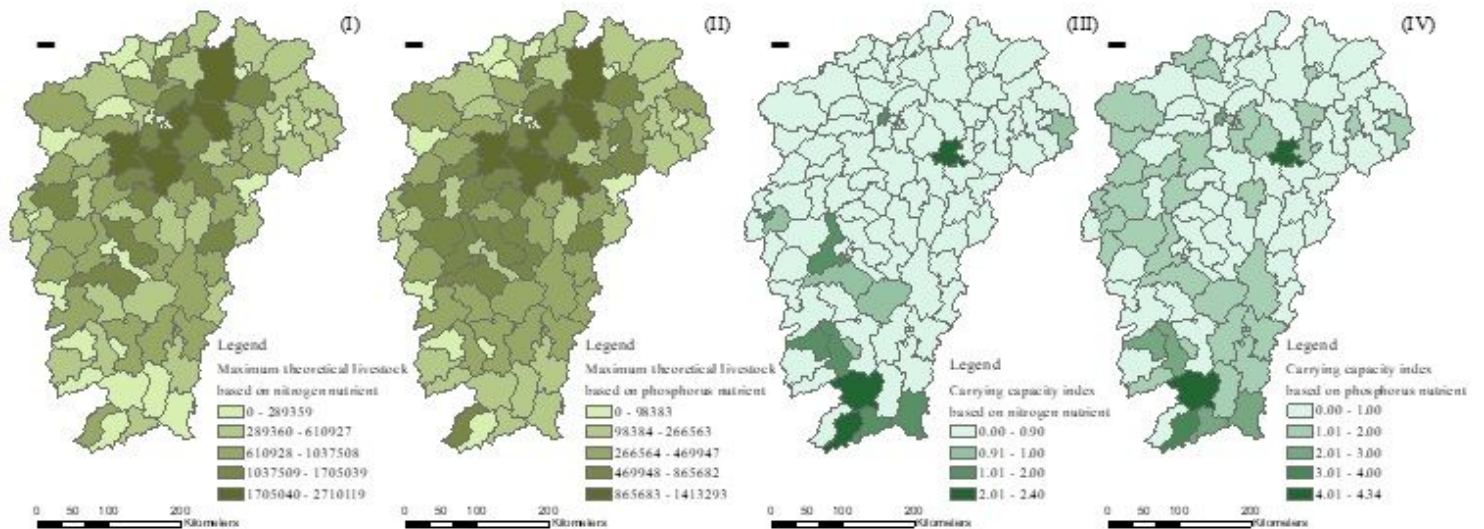 (I)
(II)
(III)
(IV)
Legend
Maximum theoretical livestock
based on nitrogen nutrient
0 - 289359
289360 - 610927
610928 - 1037508
1037509 - 1705039
1705040 - 2710119
0 50 100 200
Kilometers
Legend
Maximum theoretical livestock
based on phosphorus nutrient
0 - 98383
98384 - 266563
266564 - 469947
469948 - 865682
865683 - 1413293
0 50 100 200
Kilometers
Legend
Carrying capacity index
based on nitrogen nutrient
0.00 - 0.90
0.91 - 1.00
1.01 - 2.00
2.01 - 2.40
0 50 100 200
Kilometers
Legend
Carrying capacity index
based on phosphorus nutrient
0.00 - 1.00
1.01 - 2.00
2.01 - 3.00
3.01 - 4.00
4.01 - 4.34
0 50 100 200
Kilometers